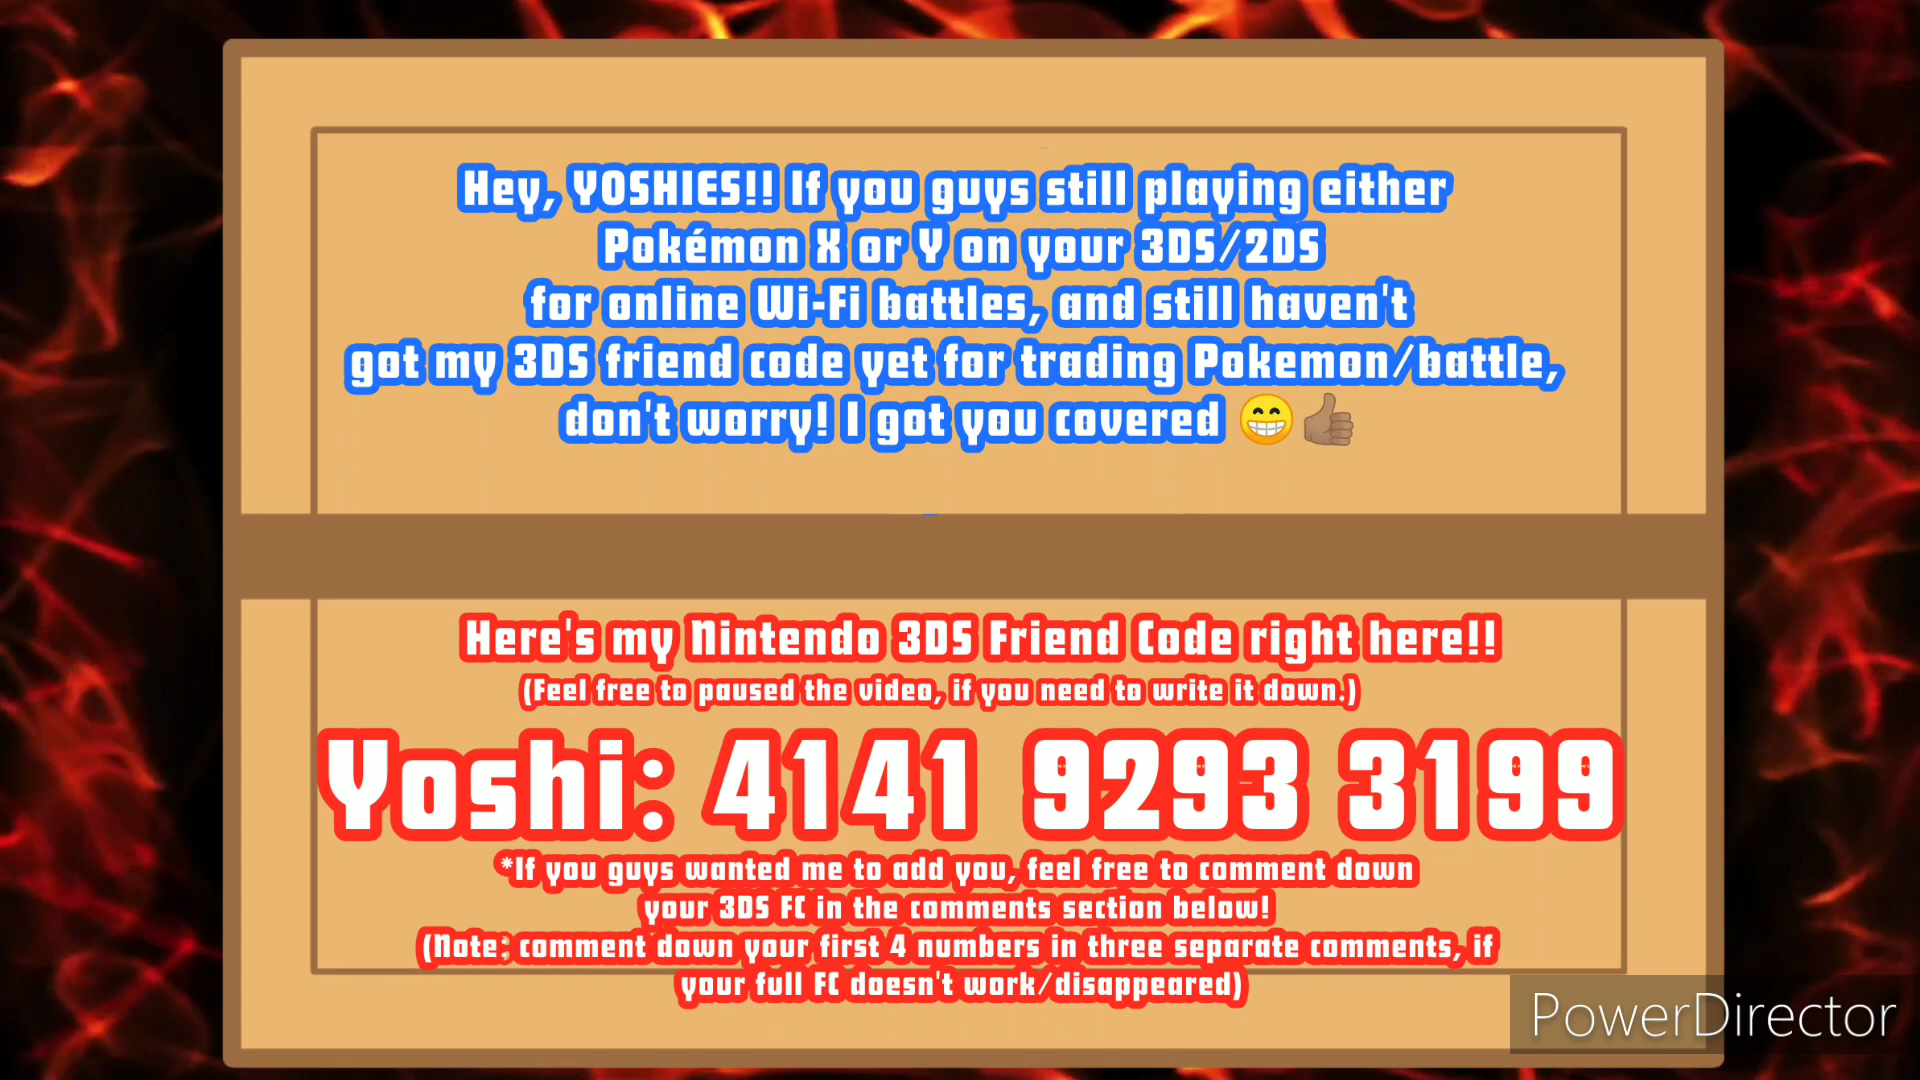 Hey, YOSHIES!! If you guys still playing either
Pokémon X or Y on your 3DS/2DS
for online Wi-Fi battles, and still haven't
got my 3DS friend code yet for trading Pokemon/battle,
don't worry! I got you covered 😁👍🏽
Here's my Nintendo 3DS Friend Code right here!!
(Feel free to paused the video, if you need to write it down.)
Yoshi: 4141 9293 3199
*If you guys wanted me to add you, feel free to comment down
your 3DS FC in the comments section below!
(Note: comment down your first 4 numbers in three separate comments, if
your full FC doesn't work/disappeared)
PowerDirector